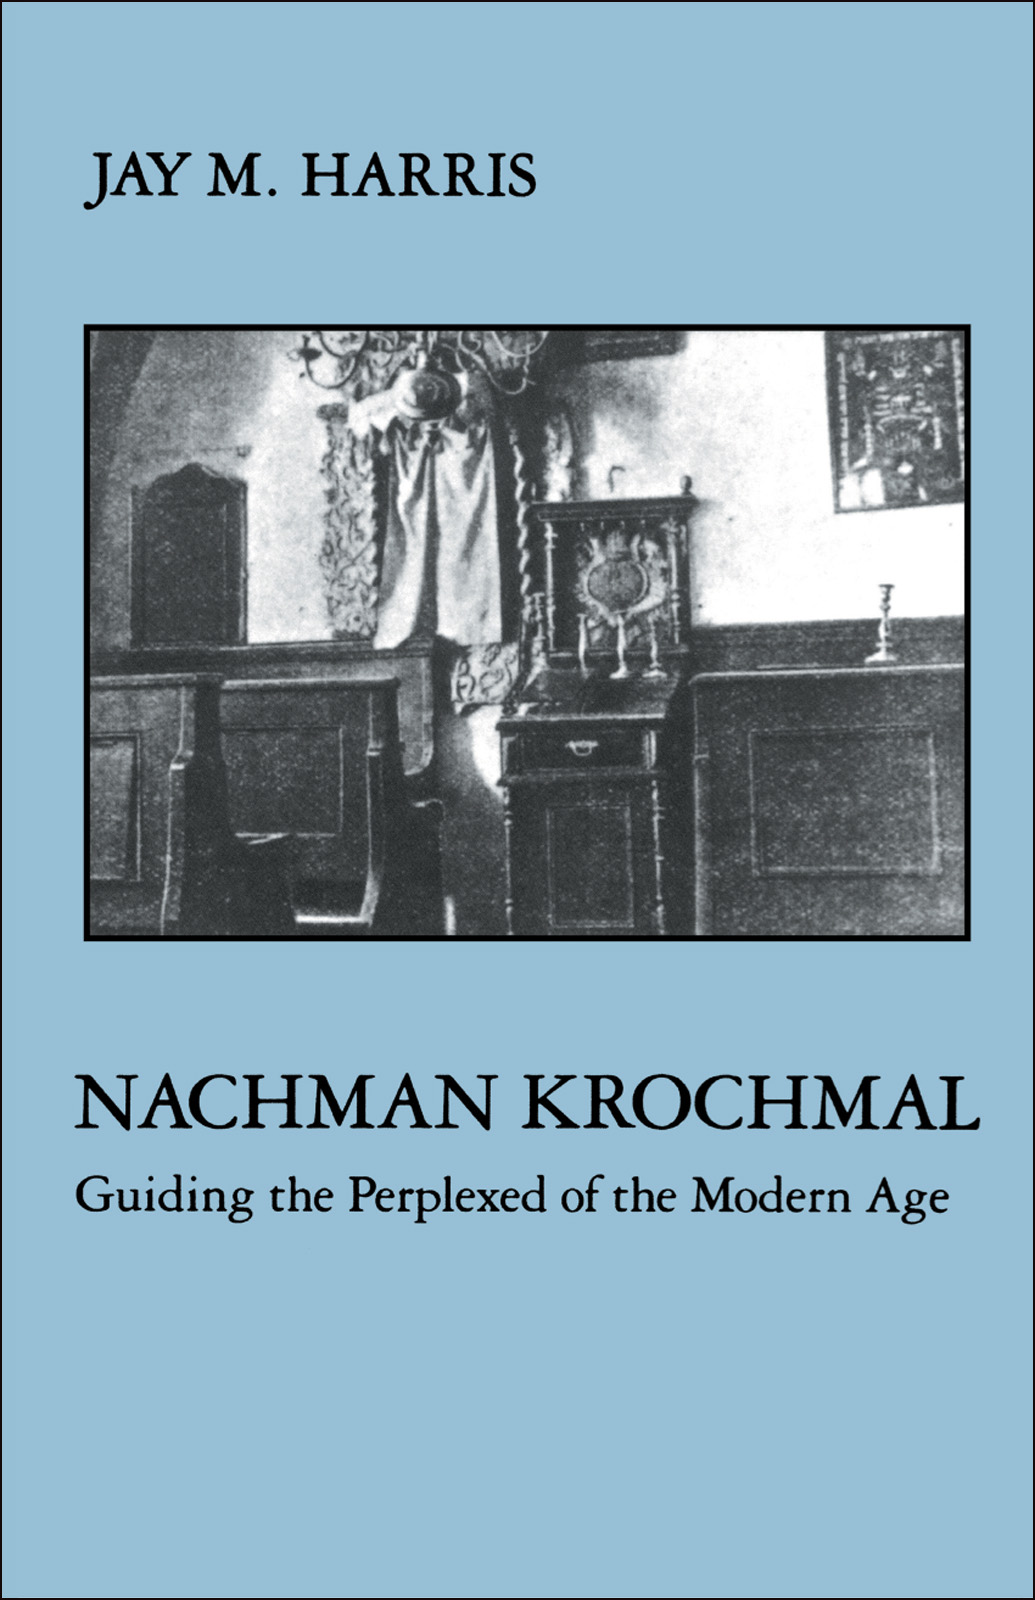 JAY M. HARRIS
NACHMAN KROCHMAL
Guiding the Perplexed of the Modern Age